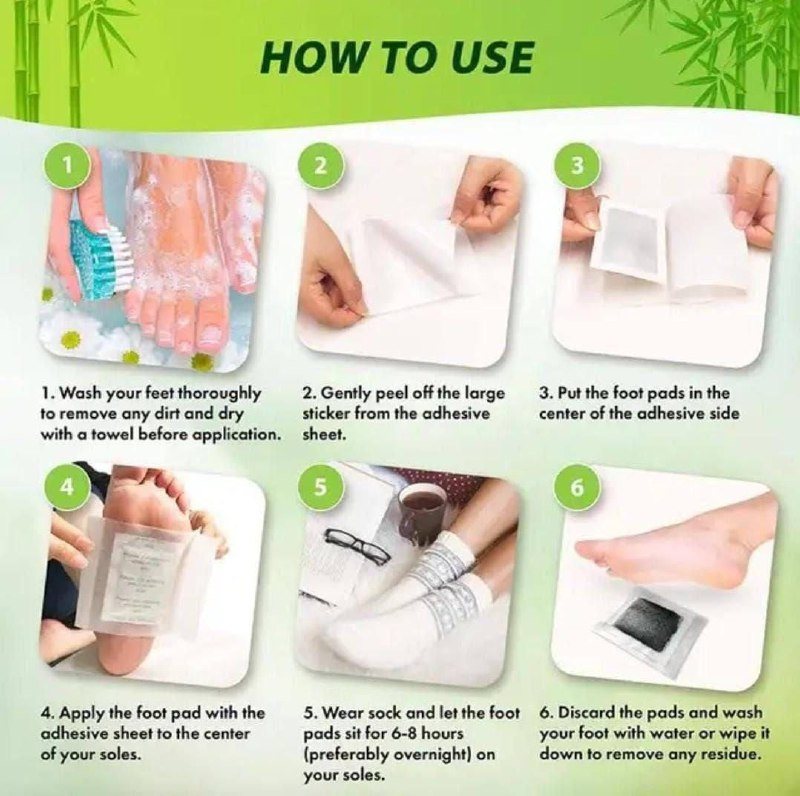 HOW TO USE
1
2
3
1. Wash your feet thoroughly
to remove any dirt and dry
with a towel before application.
2. Gently peel off the large
sticker from the adhesive
sheet.
3. Put the foot pads in the
center of the adhesive side
4
5
6
4. Apply the foot pad with the
adhesive sheet to the center
of your soles.
5. Wear sock and let the foot
pads sit for 6-8 hours
(preferably overnight) on
your soles.
6. Discard the pads and wash
your foot with water or wipe it
down to remove any residue.